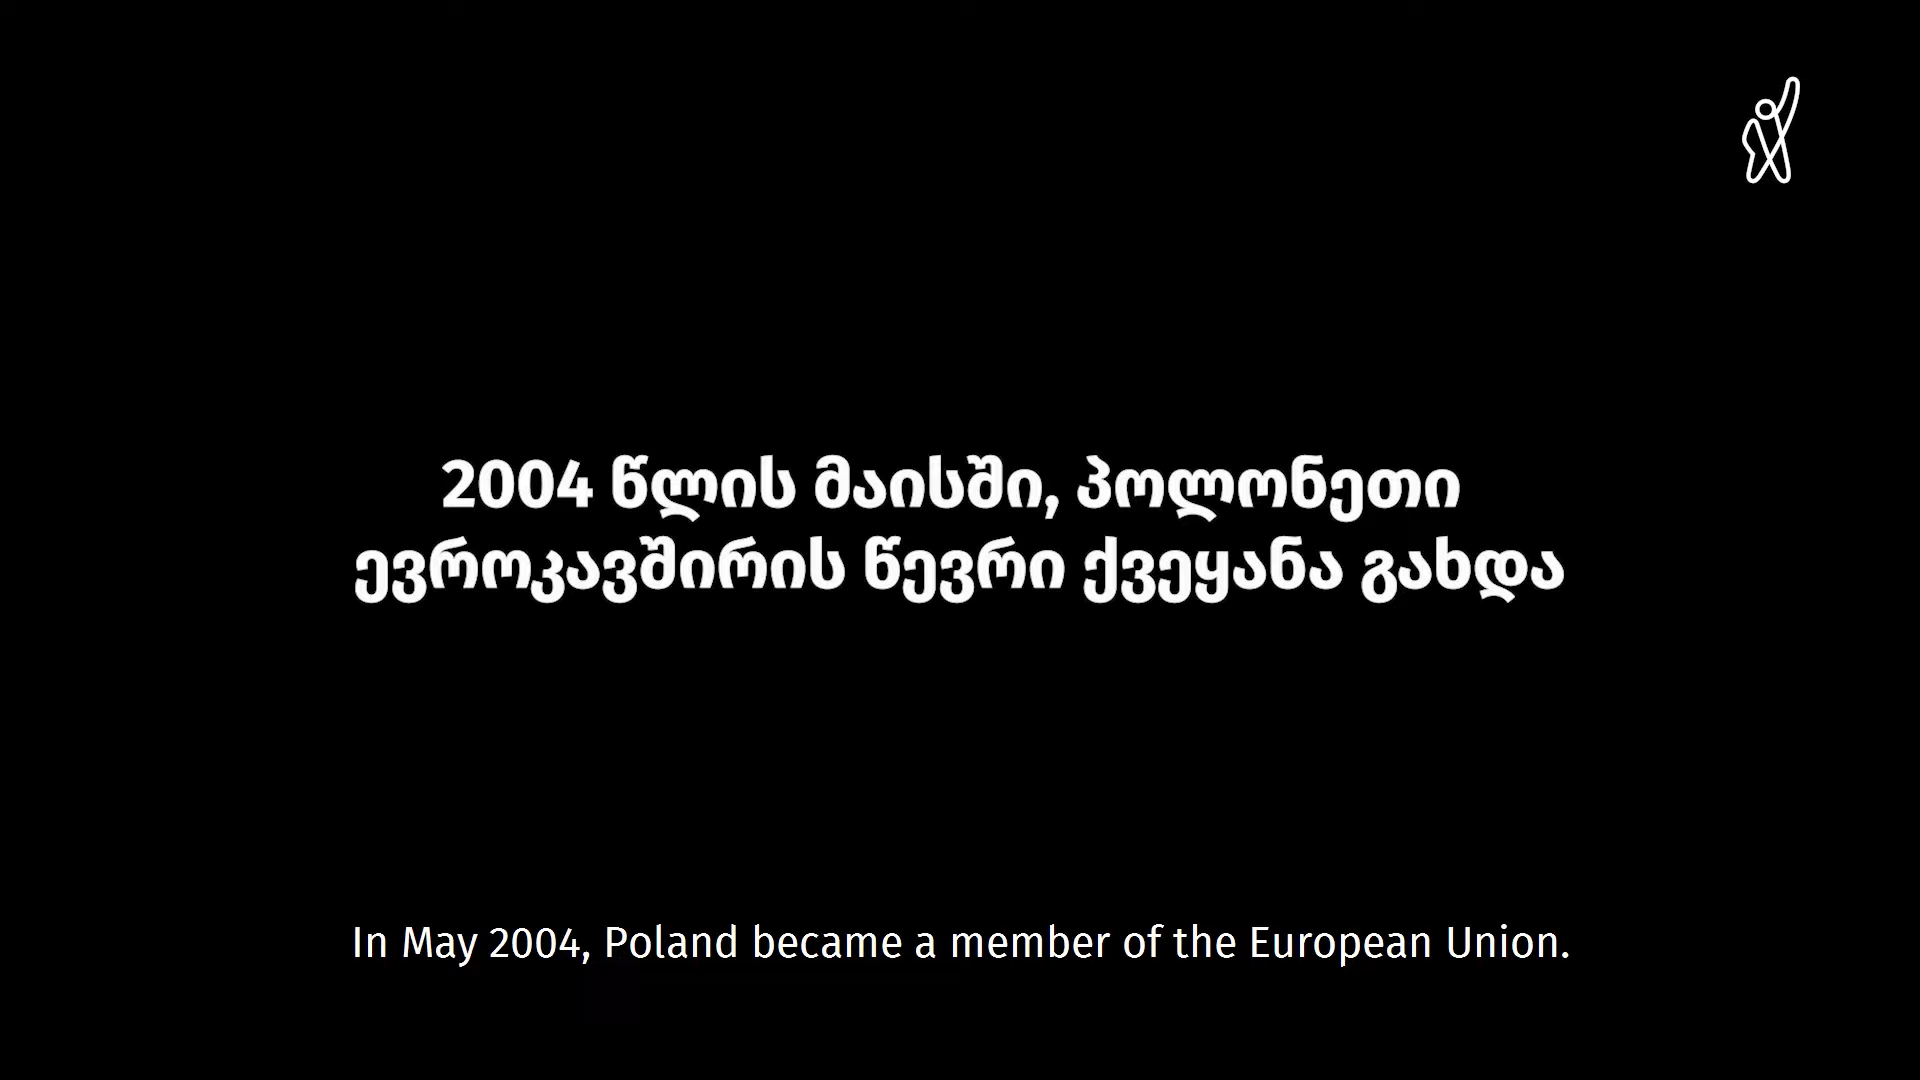 2004 წლის მაისში, პოლონეთი
ევროკავშირის წევრი ქვეყანა გახდა
In May 2004, Poland became a member of the European Union.